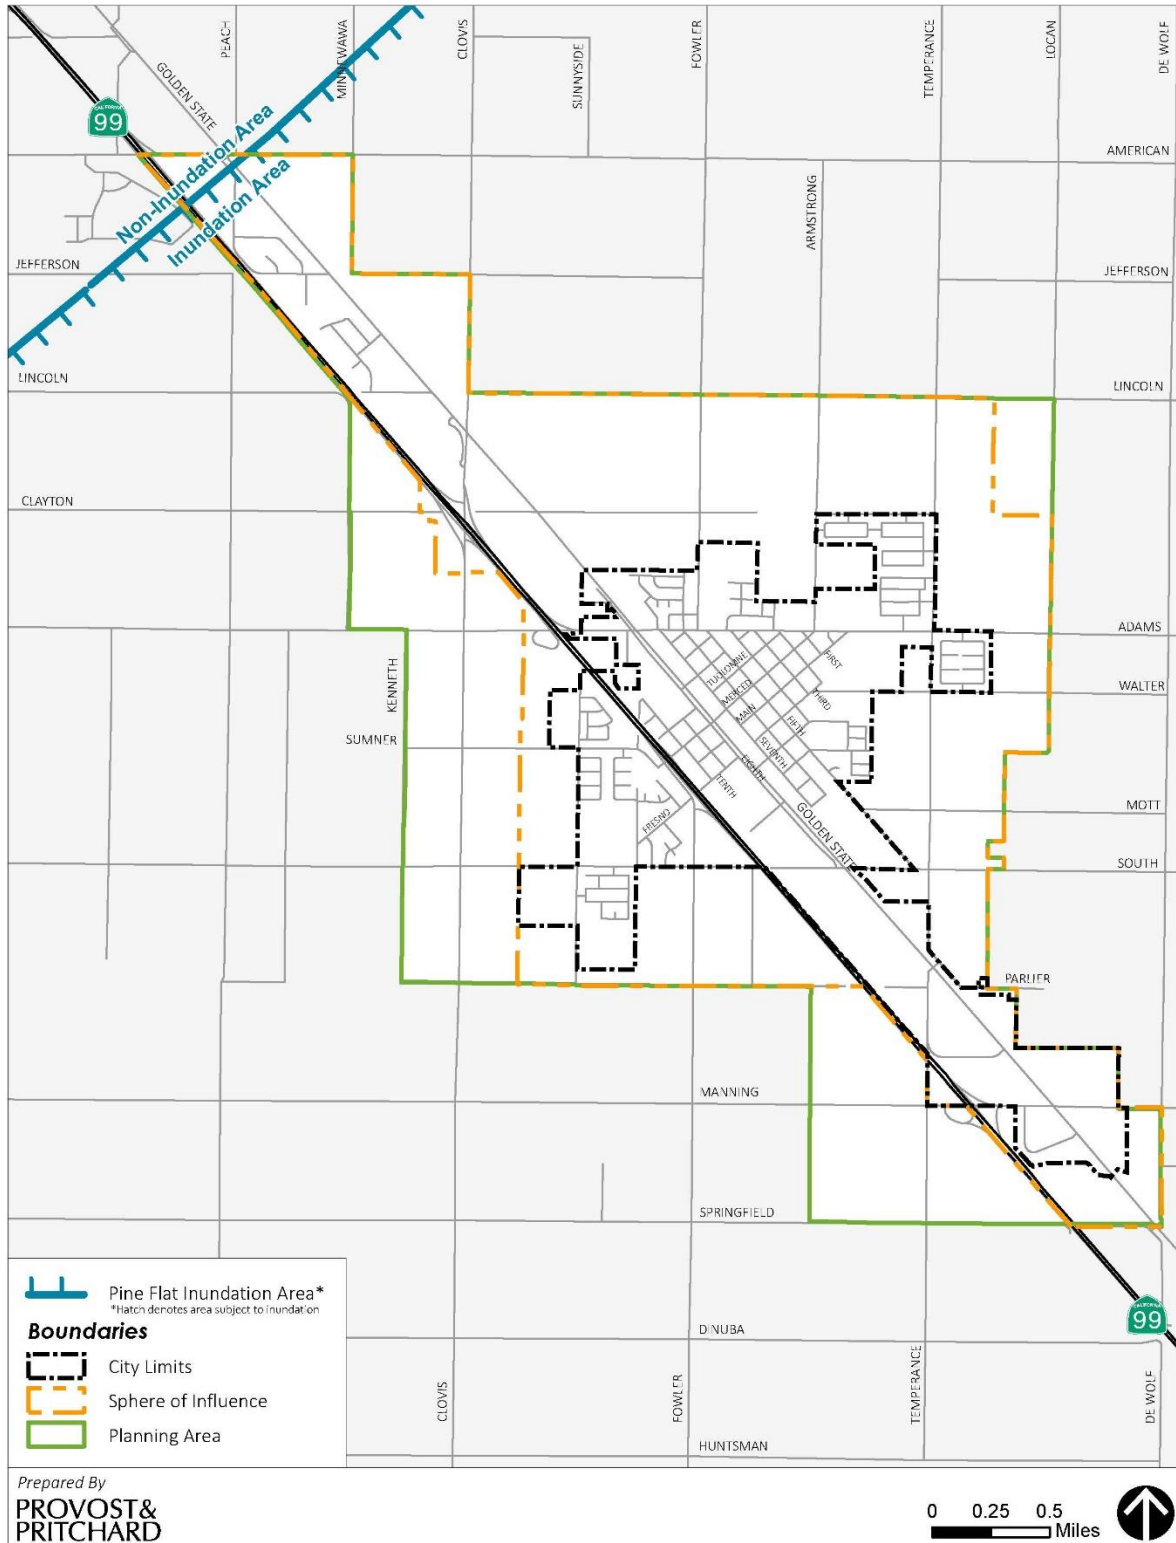 PEACH
MINNEWAWA
CLOVIS
SUNNYSIDE
FOWLER
TEMPERANCE
LOCAN
DE WOLF
GOLDEN STATE
CALIFORNIA
99
Non-Inundation Area
Inundation Area
AMERICAN
ARMSTRONG
JEFFERSON
JEFFERSON
LINCOLN
LINCOLN
CLAYTON
ADAMS
KENNETH
TUOLOMNE
FIRST
WALTER
MERCED
THIRD
MAIN
FIFTH
SUMNER
SEVENTH
EIGHTH
TENTH
FRESNO
GOLDEN STATE
MOTT
SOUTH
PARLIER
MANNING
SPRINGFIELD
Pine Flat Inundation Area*
*Hatch denotes area subject to inundation
Boundaries
City Limits
Sphere of Influence
Planning Area
CALIFORNIA
99
DINUBA
CLOVIS
FOWLER
TEMPERANCE
DE WOLF
HUNTSMAN
Prepared By
PROVOST&
PRITCHARD
0 0.25 0.5
Miles